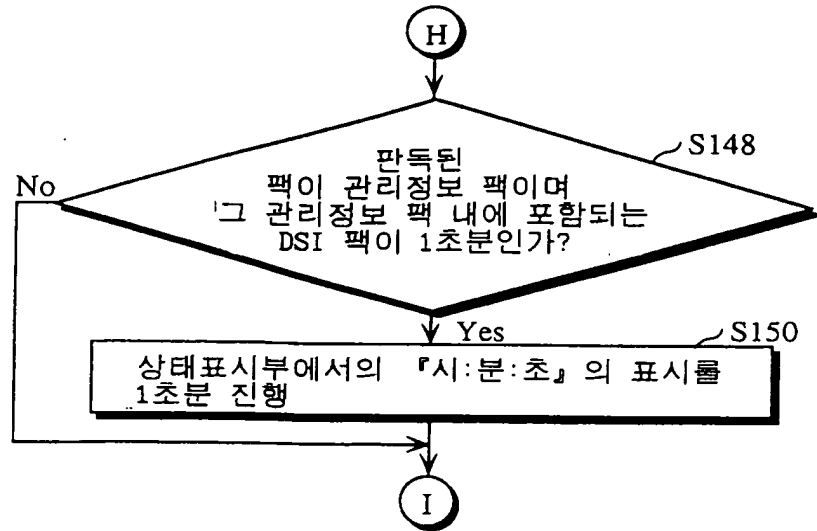 H
S148
판독된
팩이 관리정보 팩이며
그 관리정보 팩 내에 포함되는
DSI 팩이 1초분인가?
No
Yes
S150
상태표시부에서의 『시:분:초』의 표시를
1초분 진행
I